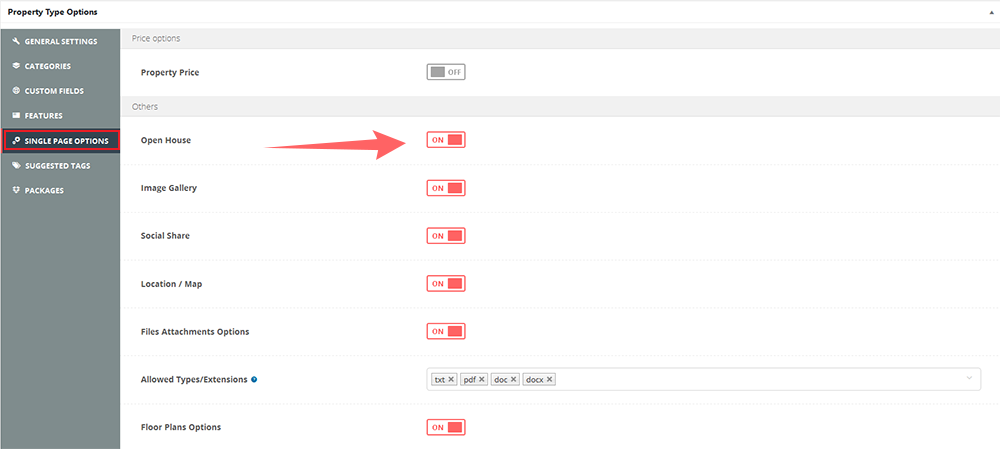 Property Type Options
GENERAL SETTINGS
CATEGORIES
CUSTOM FIELDS
FEATURES
SINGLE PAGE OPTIONS
SUGGESTED TAGS
PACKAGES
Price options
Property Price OFF
Others
Open House ON
Image Gallery ON
Social Share ON
Location / Map ON
Files Attachments Options ON
Allowed Types/Extensions txt pdf doc docx
Floor Plans Options ON